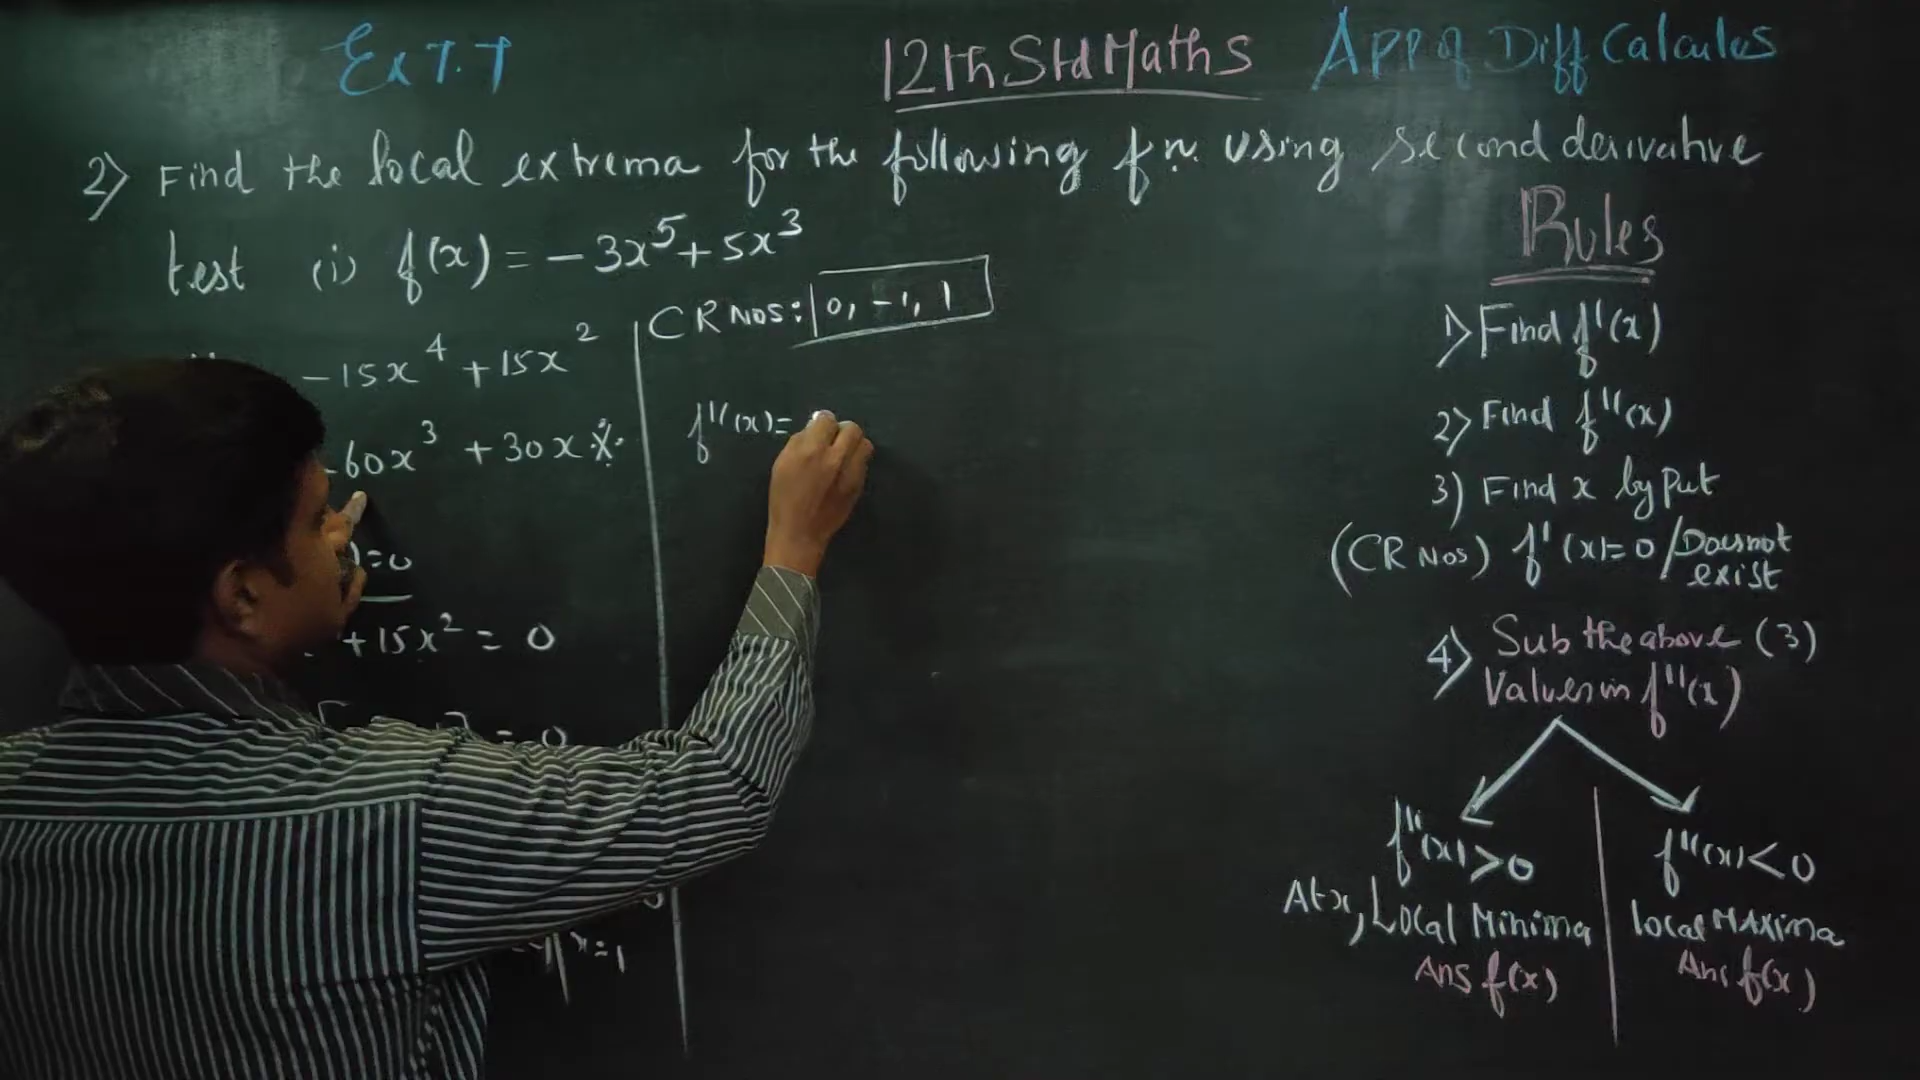 Ex 7.7
12th Std Maths
App of Diff Calculus
2) Find the local extrema for the following fn. using second derivative
test (i) f(x) = -3x⁵ + 5x³
-15x⁴ + 15x²
-60x³ + 30x
)=0
+ 15x² = 0
= 0
x=1
CR Nos: 0, -1, 1
f''(x)=
Rules
1) Find f'(x)
2) Find f''(x)
3) Find x by Put
(CR Nos) f'(x)=0/Does not
exist
4) Sub the above (3)
Values in f''(x)
f''(x)>0
At x, Local Minima
Ans f(x)
f''(x)<0
Local Maxima
Ans f(x)